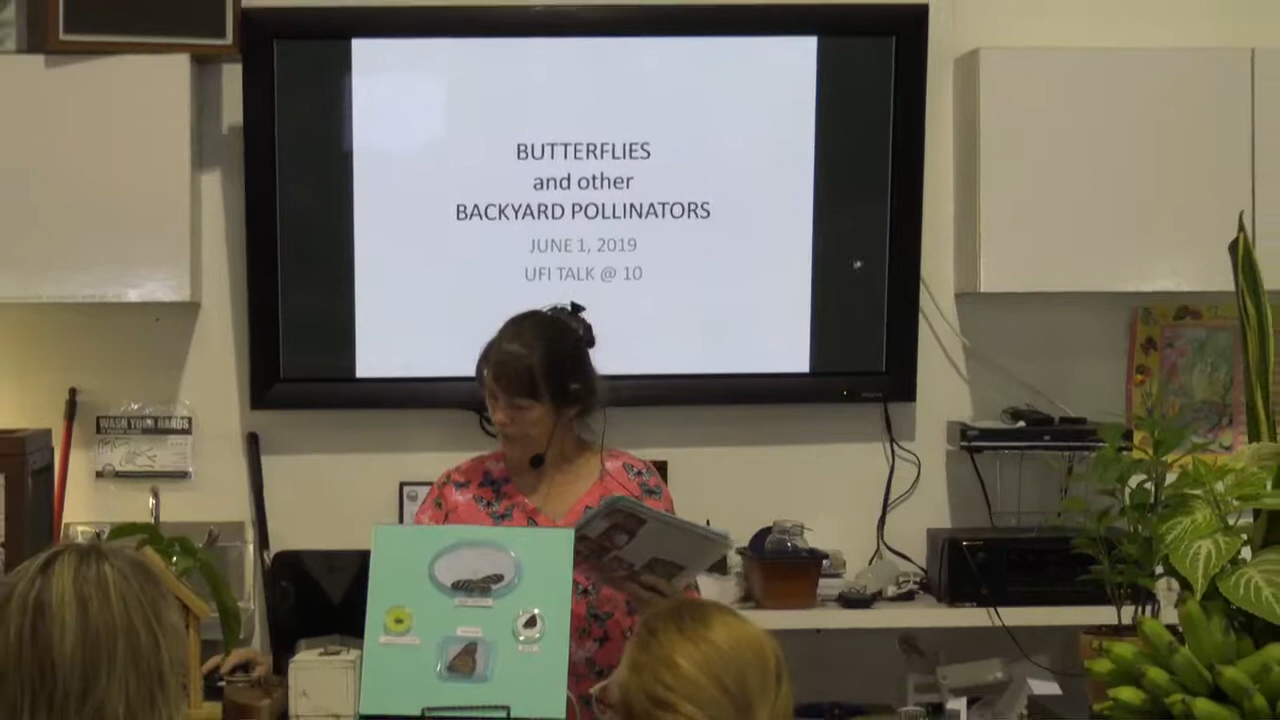 BUTTERFLIES
and other
BACKYARD POLLINATORS
JUNE 1, 2019
UFI TALK @ 10
WASH YOUR HANDS